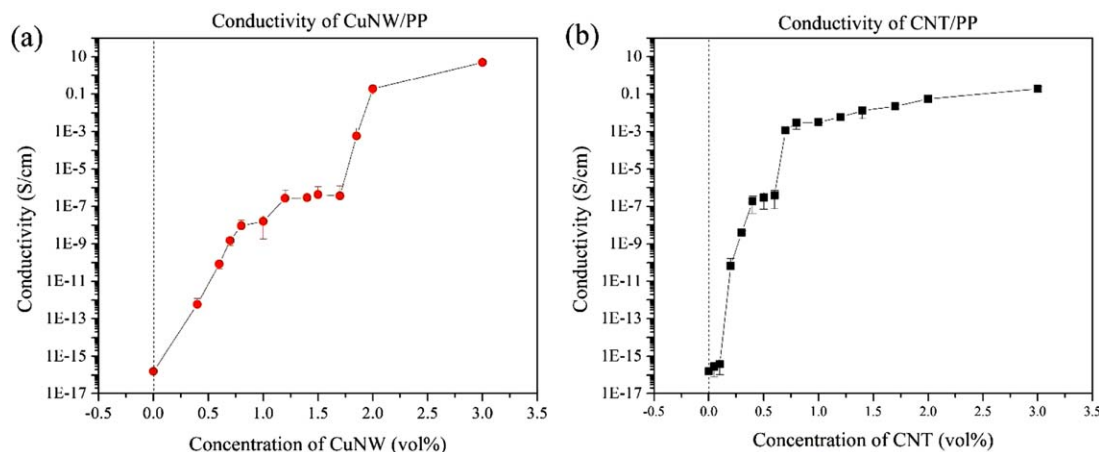 (a)
Conductivity of CuNW/PP
Conductivity (S/cm)
10
0.1
1E-3
1E-5
1E-7
1E-9
1E-11
1E-13
1E-15
1E-17
-0.5 0.0 0.5 1.0 1.5 2.0 2.5 3.0 3.5
Concentration of CuNW (vol%)
(b)
Conductivity of CNT/PP
Conductivity (S/cm)
10
0.1
1E-3
1E-5
1E-7
1E-9
1E-11
1E-13
1E-15
1E-17
-0.5 0.0 0.5 1.0 1.5 2.0 2.5 3.0 3.5
Concentration of CNT (vol%)